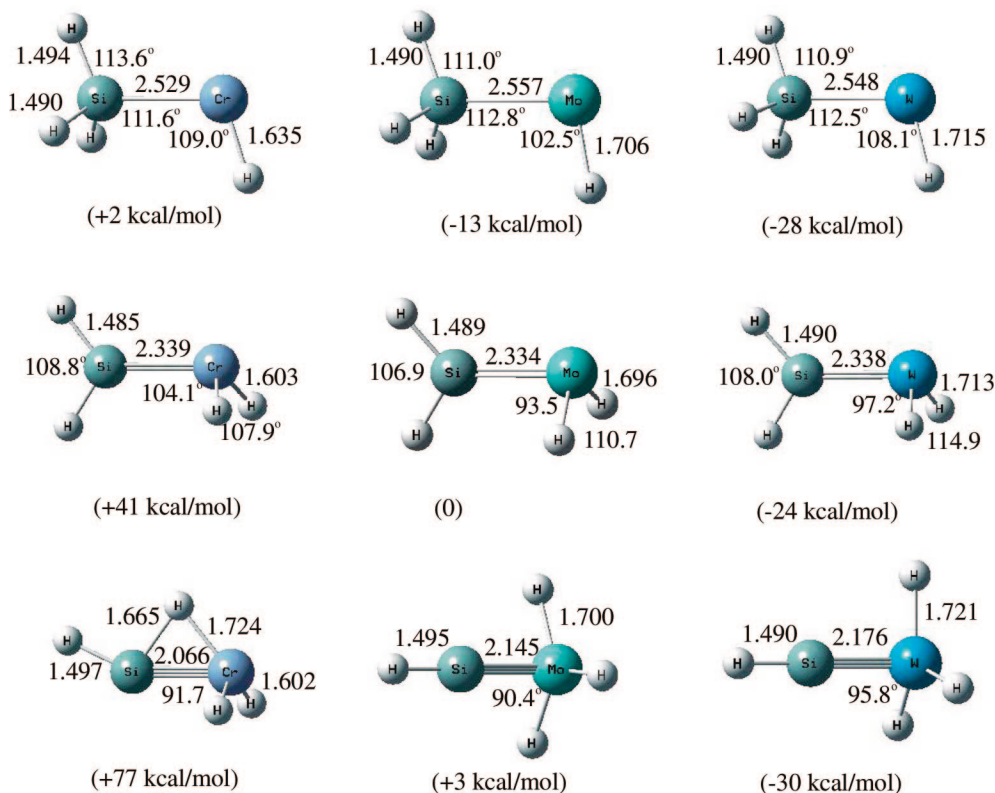 H
1.494 113.6°
2.529
Si Cr
1.490
H H 111.6° 109.0° 1.635
H
(+2 kcal/mol)
H
1.490 111.0°
2.557
Si Mo
H H 112.8° 102.5° 1.706
H
(-13 kcal/mol)
H
1.490 110.9°
2.548
Si W
H H 112.5° 108.1° 1.715
H
(-28 kcal/mol)
H
1.485
2.339
108.8° Si Cr
104.1° 1.603
H H
H 107.9°
(+41 kcal/mol)
H
1.489
2.334
106.9 Si Mo
93.5 1.696
H H
H 110.7
(0)
H
1.490
2.338
108.0° Si W
97.2° 1.713
H H
H 114.9
(-24 kcal/mol)
H
1.665 1.724
H 2.066
Si Cr
1.497 91.7 1.602
H H
(+77 kcal/mol)
H
1.700
1.495 2.145
H Si Mo H
90.4°
H
(+3 kcal/mol)
H
1.721
1.490 2.176
H Si W
95.8° H
H
(-30 kcal/mol)